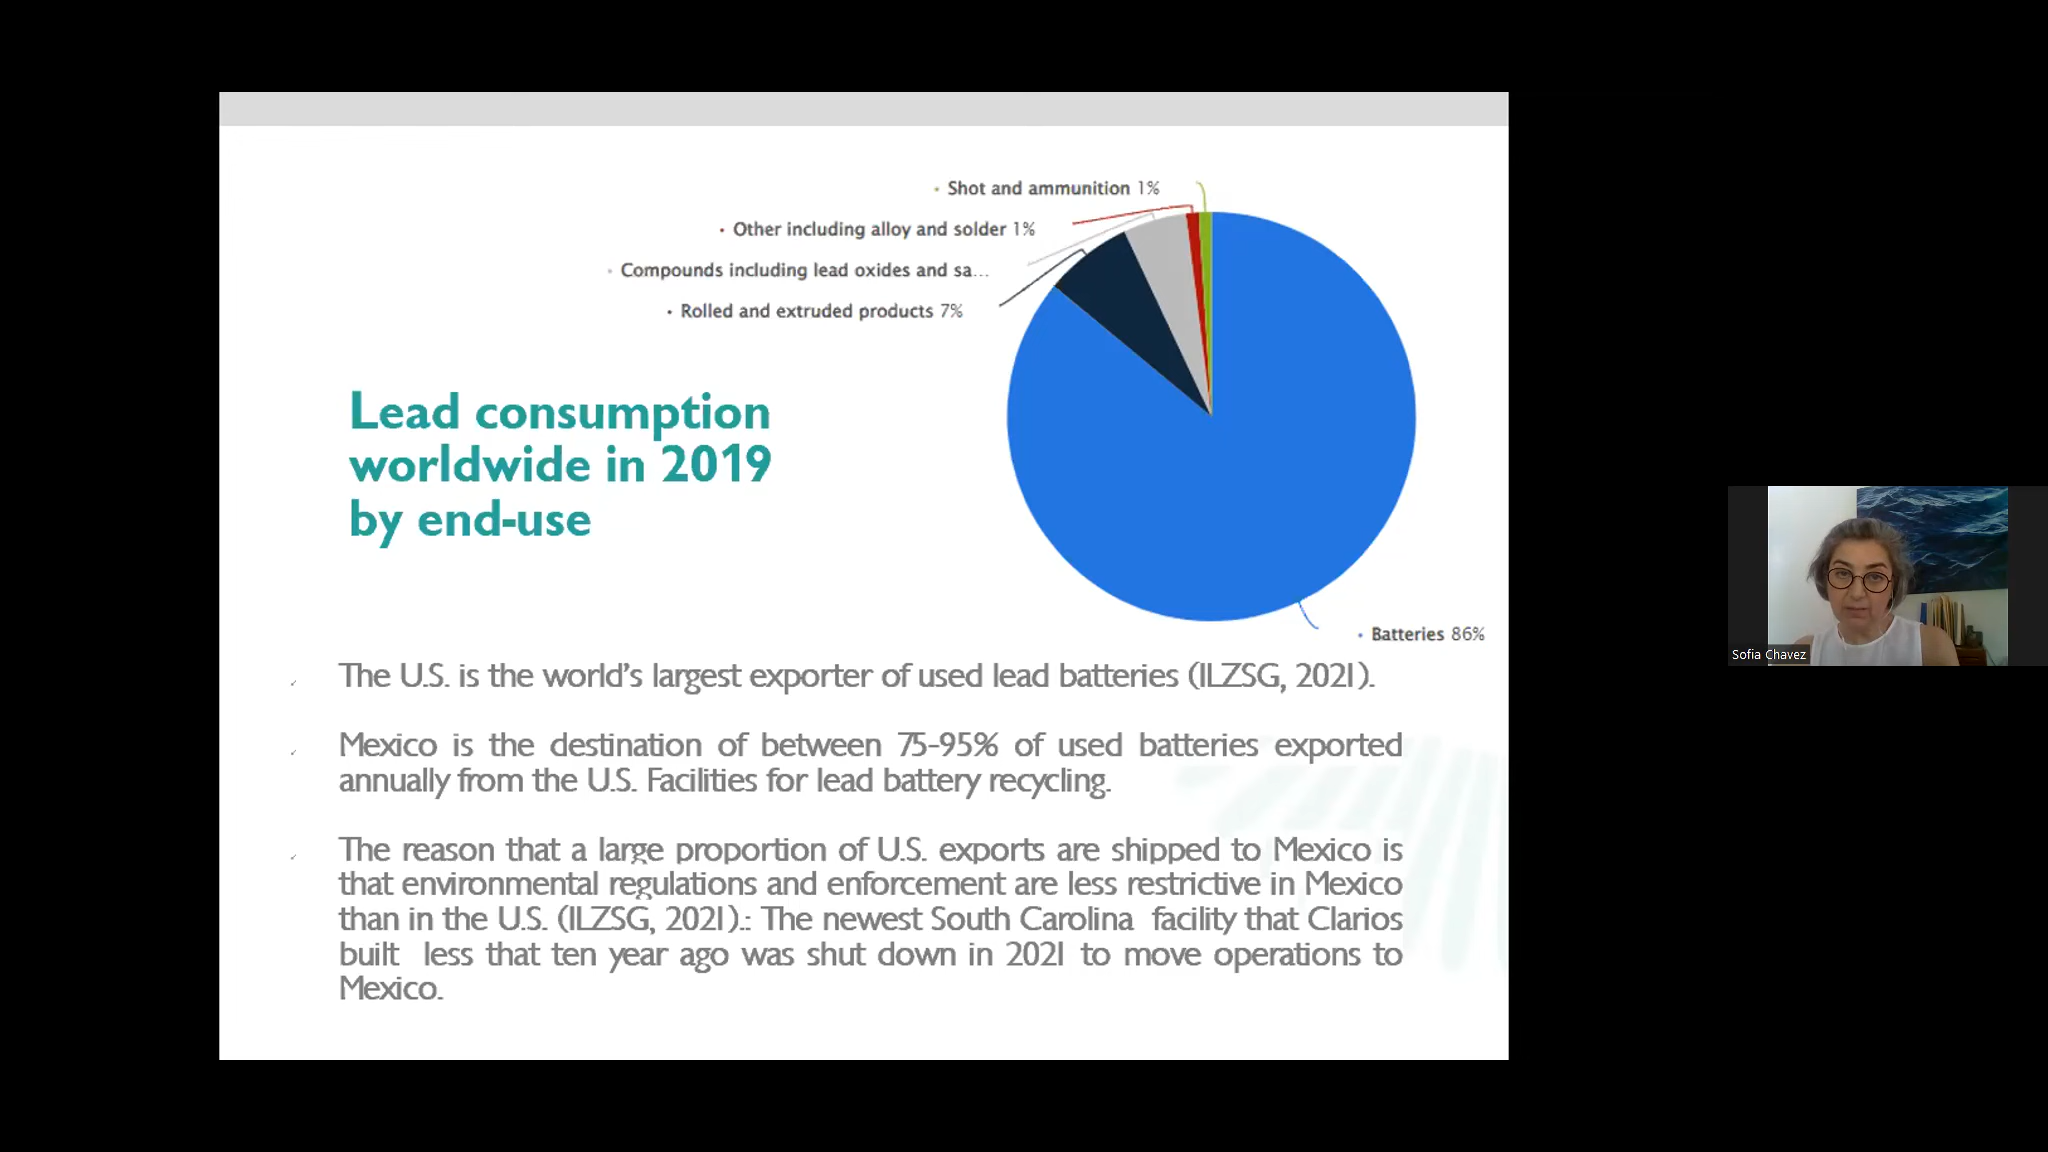 Shot and ammunition 1%
Other including alloy and solder 1%
Compounds including lead oxides and sa...
Rolled and extruded products 7%
Lead consumption
worldwide in 2019
by end-use
Batteries 86%
The U.S. is the world's largest exporter of used lead batteries (ILZSG, 2021).
Mexico is the destination of between 75-95% of used batteries exported
annually from the U.S. Facilities for lead battery recycling.
The reason that a large proportion of U.S. exports are shipped to Mexico is
that environmental regulations and enforcement are less restrictive in Mexico
than in the U.S. (ILZSG, 2021).: The newest South Carolina facility that Clarios
built less that ten year ago was shut down in 2021 to move operations to
Mexico.
Sofia Chavez